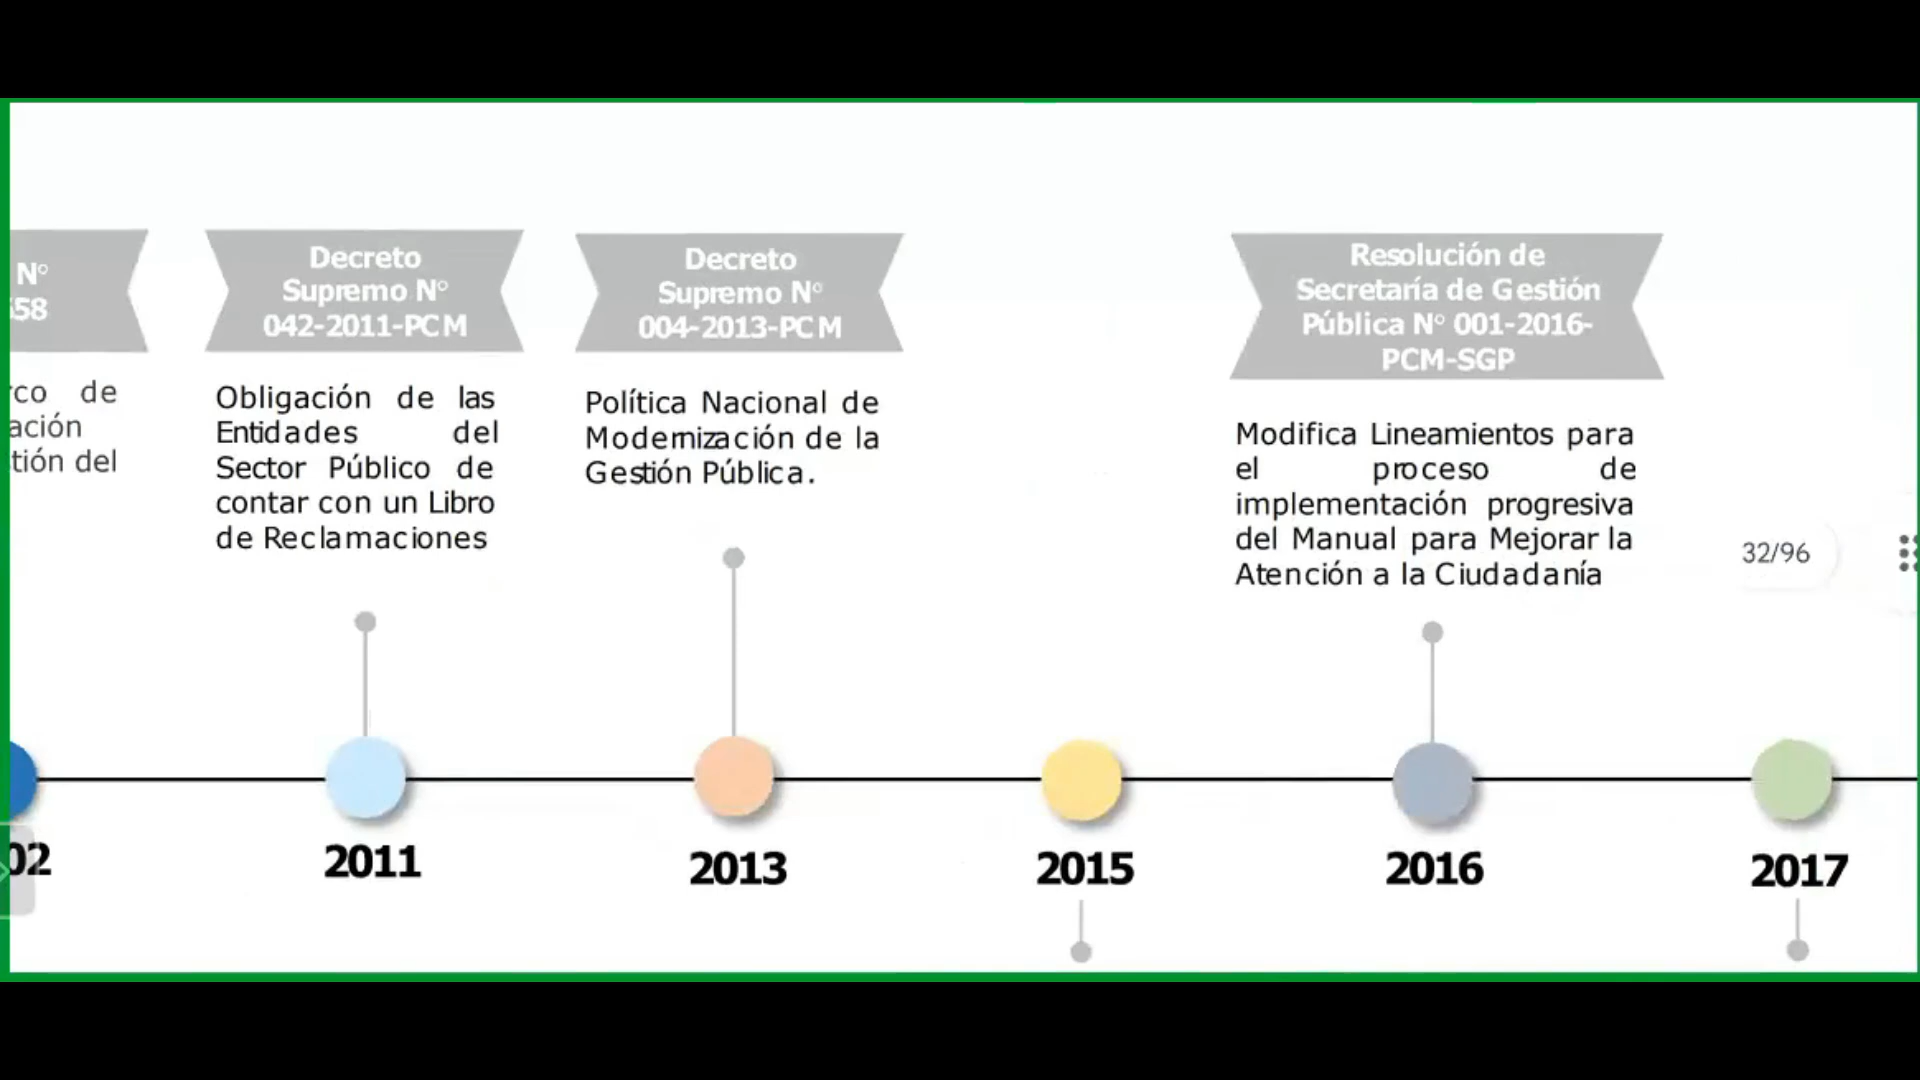 N°
658
rco de
ación
tión del
Decreto
Supremo N°
042-2011-PCM
Obligación de las
Entidades del
Sector Público de
contar con un Libro
de Reclamaciones
Decreto
Supremo N°
004-2013-PCM
Política Nacional de
Modernización de la
Gestión Pública.
Resolución de
Secretaría de Gestión
Pública N° 001-2016-
PCM-SGP
Modifica Lineamientos para
el proceso de
implementación progresiva
del Manual para Mejorar la
Atención a la Ciudadanía
32/96
02
2011
2013
2015
2016
2017